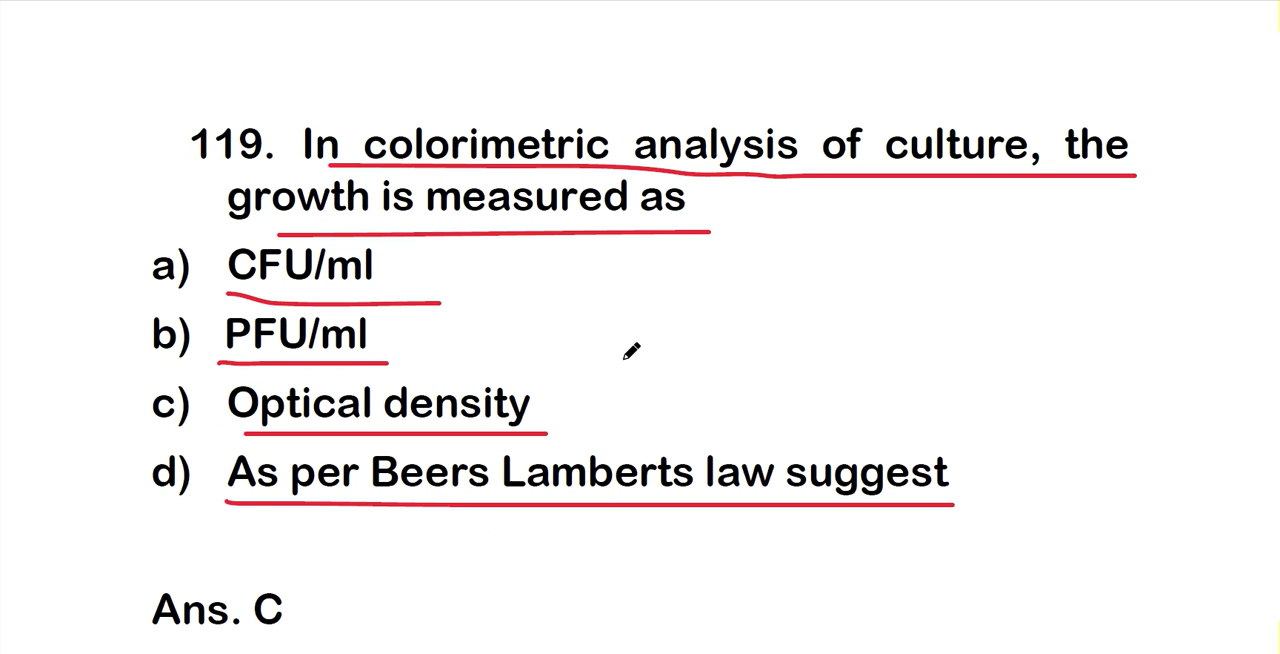 119. In colorimetric analysis of culture, the
growth is measured as
a) CFU/ml
b) PFU/ml
c) Optical density
d) As per Beers Lamberts law suggest
Ans. C